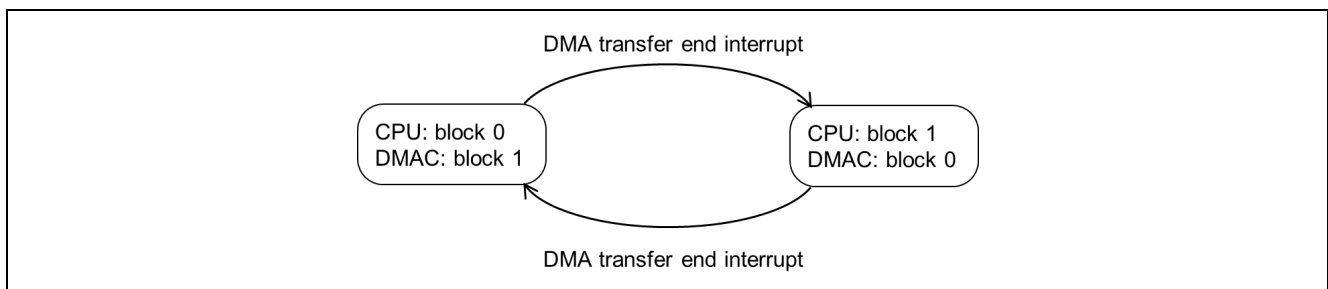 DMA transfer end interrupt
CPU: block 0
DMAC: block 1
CPU: block 1
DMAC: block 0
DMA transfer end interrupt